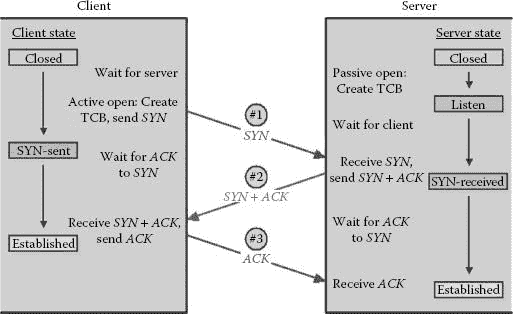 Client
Server
Client state
Closed
Wait for server
Active open: Create
TCB, send SYN
SYN-sent
Wait for ACK
to SYN
Receive SYN + ACK,
send ACK
Established
#1
SYN
#2
SYN + ACK
#3
ACK
Server state
Closed
Passive open:
Create TCB
Listen
Wait for client
Receive SYN,
send SYN + ACK
SYN-received
Wait for ACK
to SYN
Receive ACK
Established